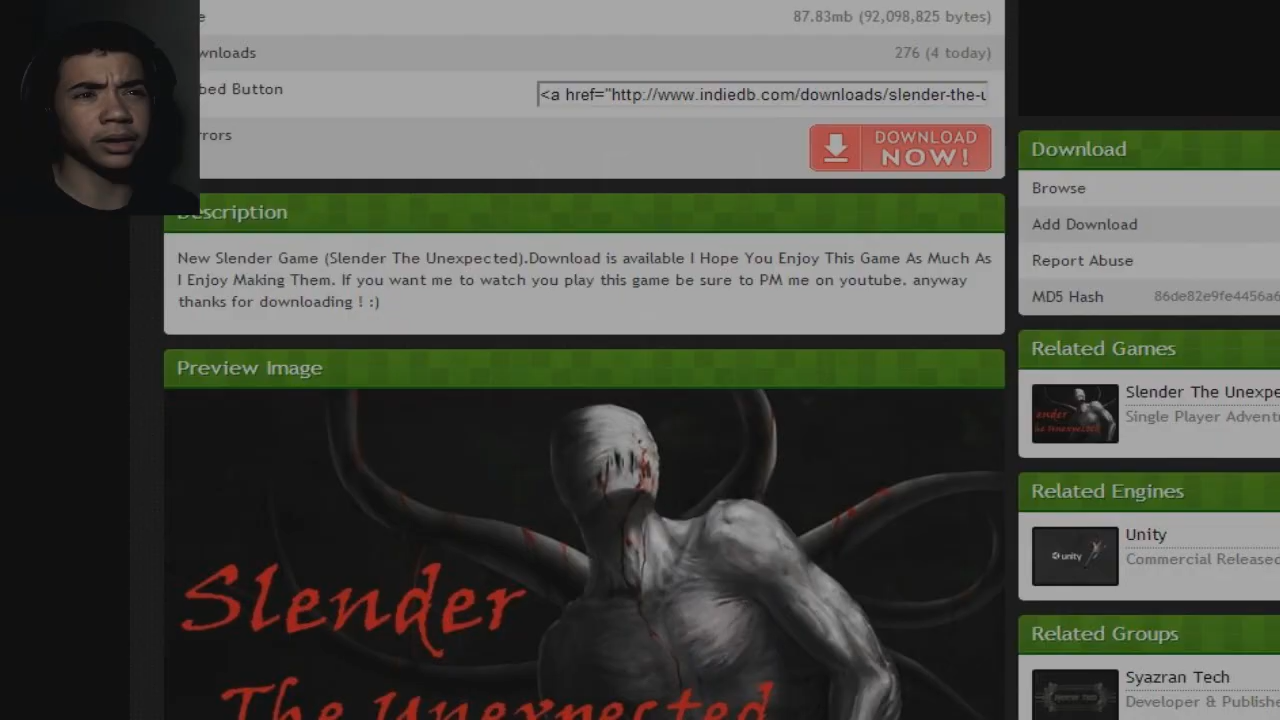 87.83mb (92,098,825 bytes)
wnloads
276 (4 today)
bed Button
<a href="http://www.indiedb.com/downloads/slender-the-u
rrors
DOWNLOAD
NOW!
Description
New Slender Game (Slender The Unexpected).Download is available I Hope You Enjoy This Game As Much As
I Enjoy Making Them. If you want me to watch you play this game be sure to PM me on youtube. anyway
thanks for downloading ! :)
Preview Image
Slender
The Unexpected
Download
Browse
Add Download
Report Abuse
MD5 Hash
86de82e9fe4456a6
Related Games
Slender The Unexpe
Single Player Advent
Related Engines
unity
Unity
Commercial Released
Related Groups
Syazran Tech
Developer & Publishe